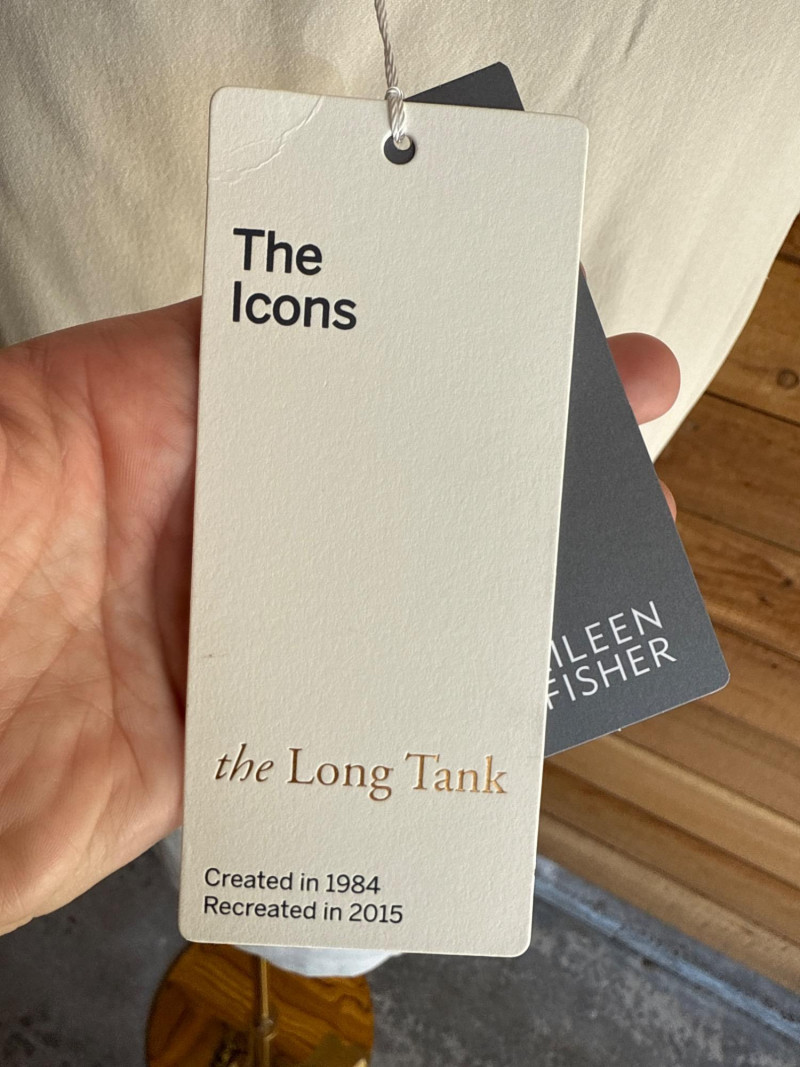 The
Icons
the Long Tank
Created in 1984
Recreated in 2015
ILEEN
FISHER